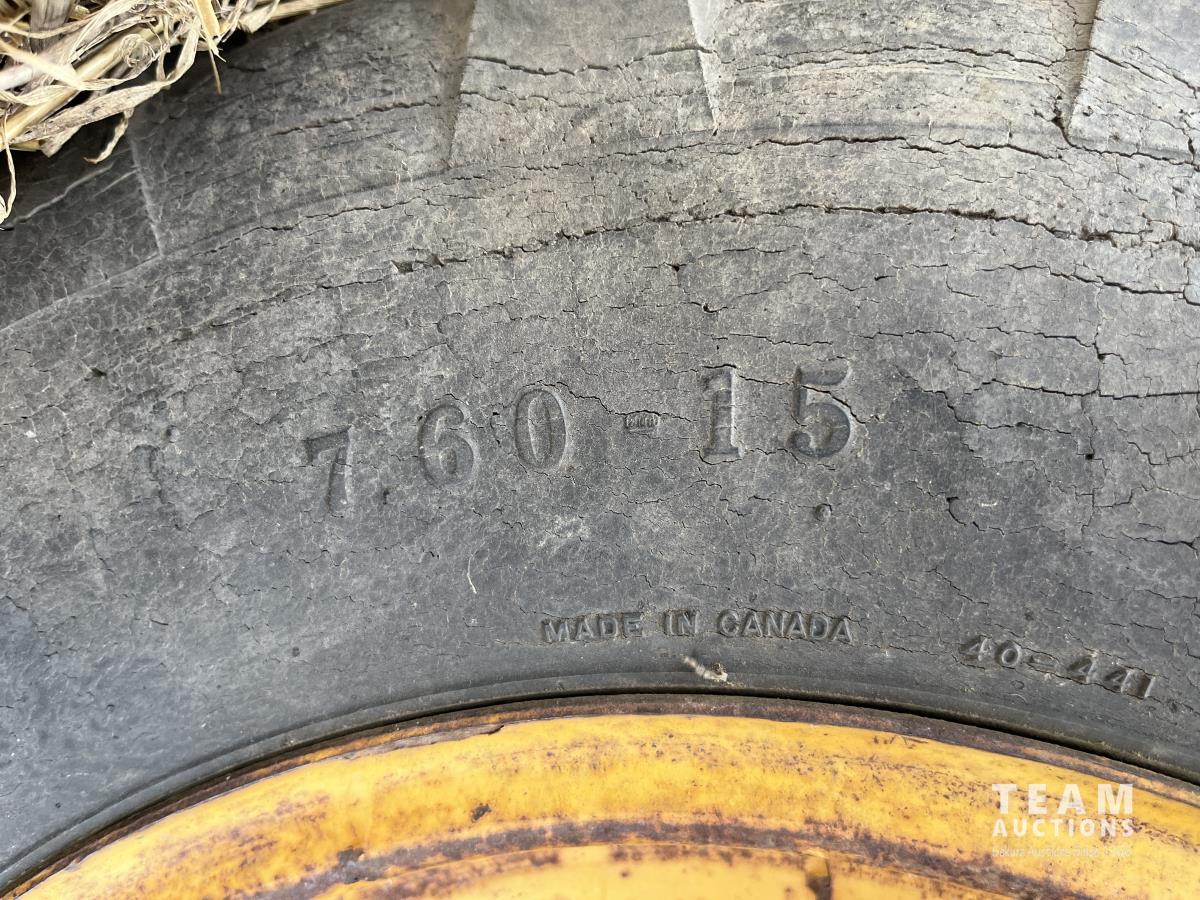 7.60-15
MADE IN CANADA
40-441
TEAM
AUCTIONS